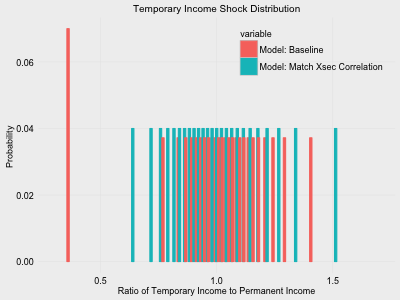 Temporary Income Shock Distribution
variable
Model: Baseline
Model: Match Xsec Correlation
Probability
0.06
0.04
0.02
0.00
0.5 1.0 1.5
Ratio of Temporary Income to Permanent Income